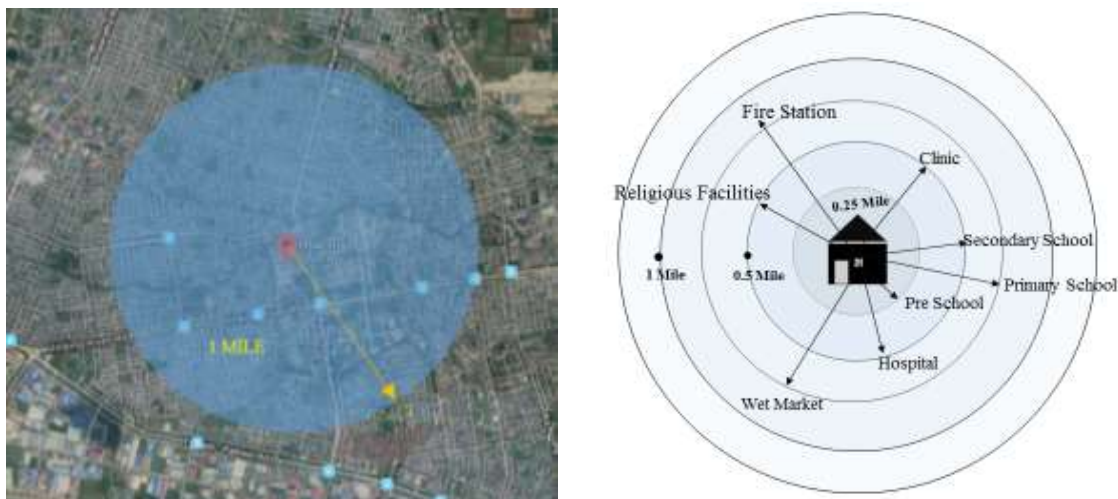 1 MILE
Fire Station
Clinic
Religious Facilities
0.25 Mile
Secondary School
1 Mile
0.5 Mile
Primary School
Pre School
Hospital
Wet Market